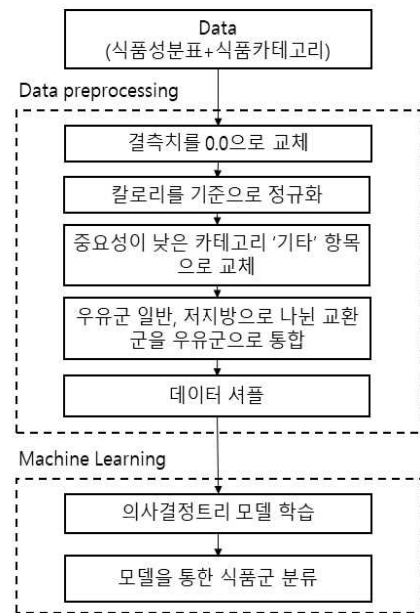 Data
(식품성분표+식품카테고리)
Data preprocessing
결측치를 0.0으로 교체
칼로리를 기준으로 정규화
중요성이 낮은 카테고리 '기타' 항목
으로 교체
우유군 일반, 저지방으로 나뉜 교환
군을 우유군으로 통합
데이터 셔플
Machine Learning
의사결정트리 모델 학습
모델을 통한 식품군 분류